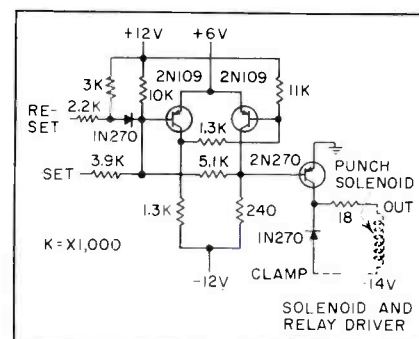 +12V +6V
2N109 2N109
3K
10K
11K
2.2K
RE-
SET
1N270
1.3K
3.9K
SET
5.1K
2N270
PUNCH
SOLENOID
1.3K
240
18
OUT
1N270
K=X1,000
CLAMP
-12V
-14V
SOLENOID AND
RELAY DRIVER